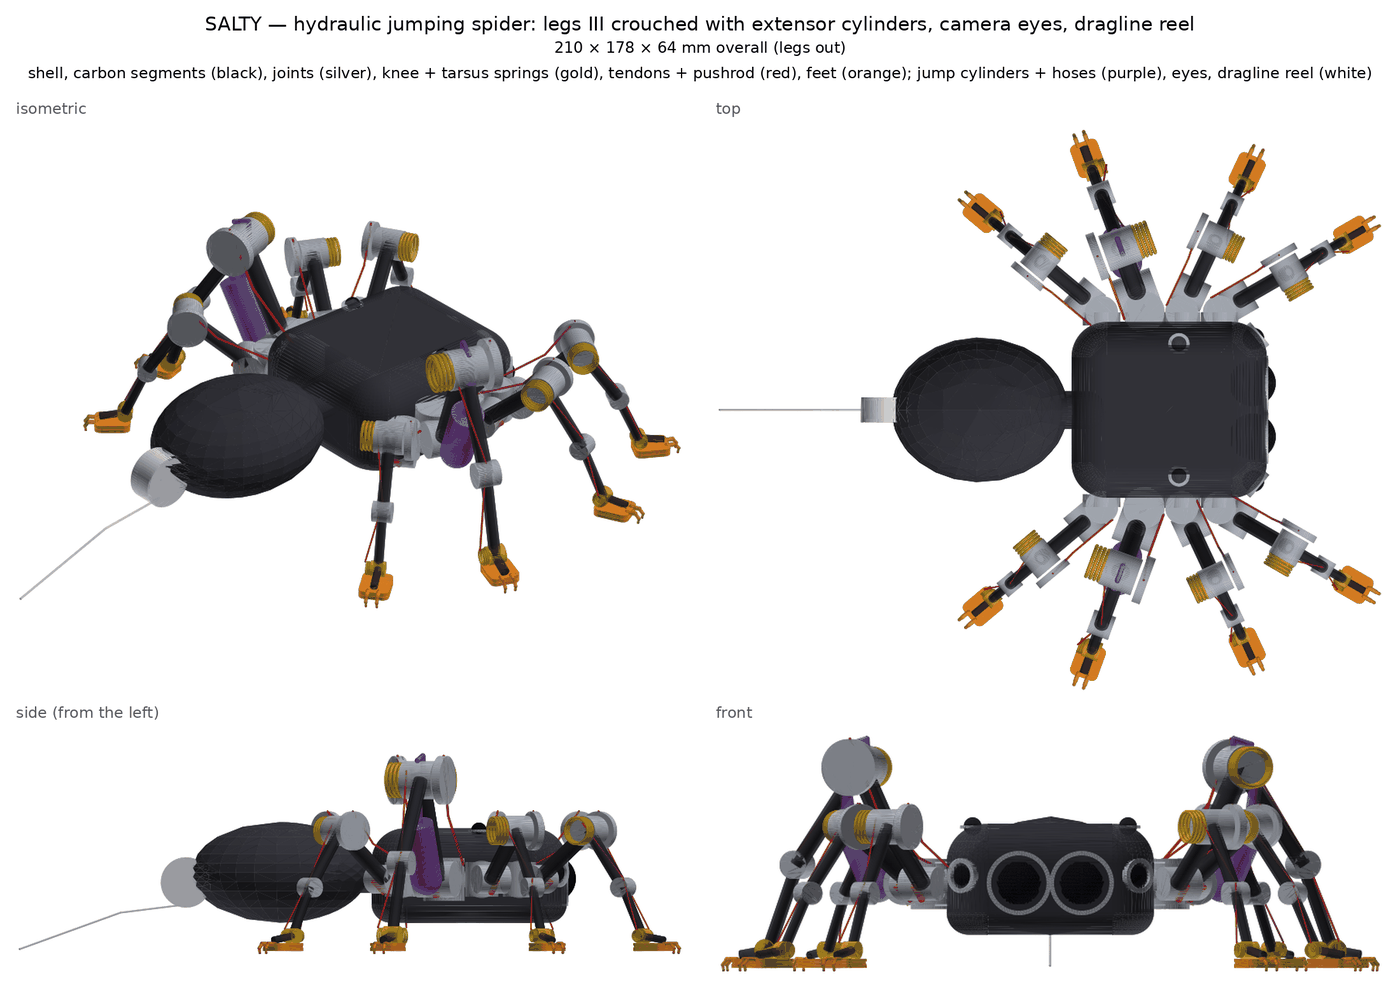 SALTY — hydraulic jumping spider: legs III crouched with extensor cylinders, camera eyes, dragline reel
210 × 178 × 64 mm overall (legs out)
shell, carbon segments (black), joints (silver), knee + tarsus springs (gold), tendons + pushrod (red), feet (orange); jump cylinders + hoses (purple), eyes, dragline reel (white)
isometric
top
side (from the left)
front